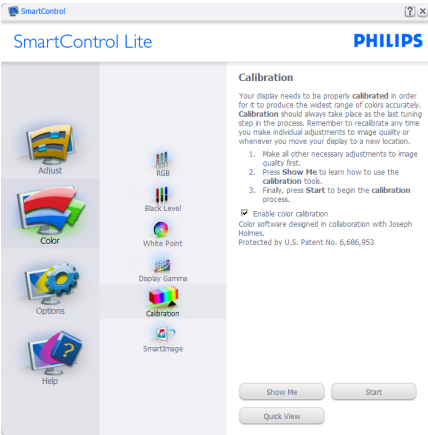 SmartControl
SmartControl Lite
PHILIPS
Adjust
Color
Options
Help
RGB
Black Level
White Point
Display Gamma
Calibration
SmartImage
Calibration
Your display needs to be properly calibrated in order
for it to produce the widest range of colors accurately.
Calibration should always take place as the last tuning
step in the process. Remember to recalibrate any time
you make individual adjustments to image quality or
whenever you move your display to a new location.
1. Make all other necessary adjustments to image
quality first.
2. Press Show Me to learn how to use the
calibration tools.
3. Finally, press Start to begin the calibration
process.
Enable color calibration
Color software designed in collaboration with Joseph
Holmes.
Protected by U.S. Patent No. 6,686,953
Show Me
Start
Quick View